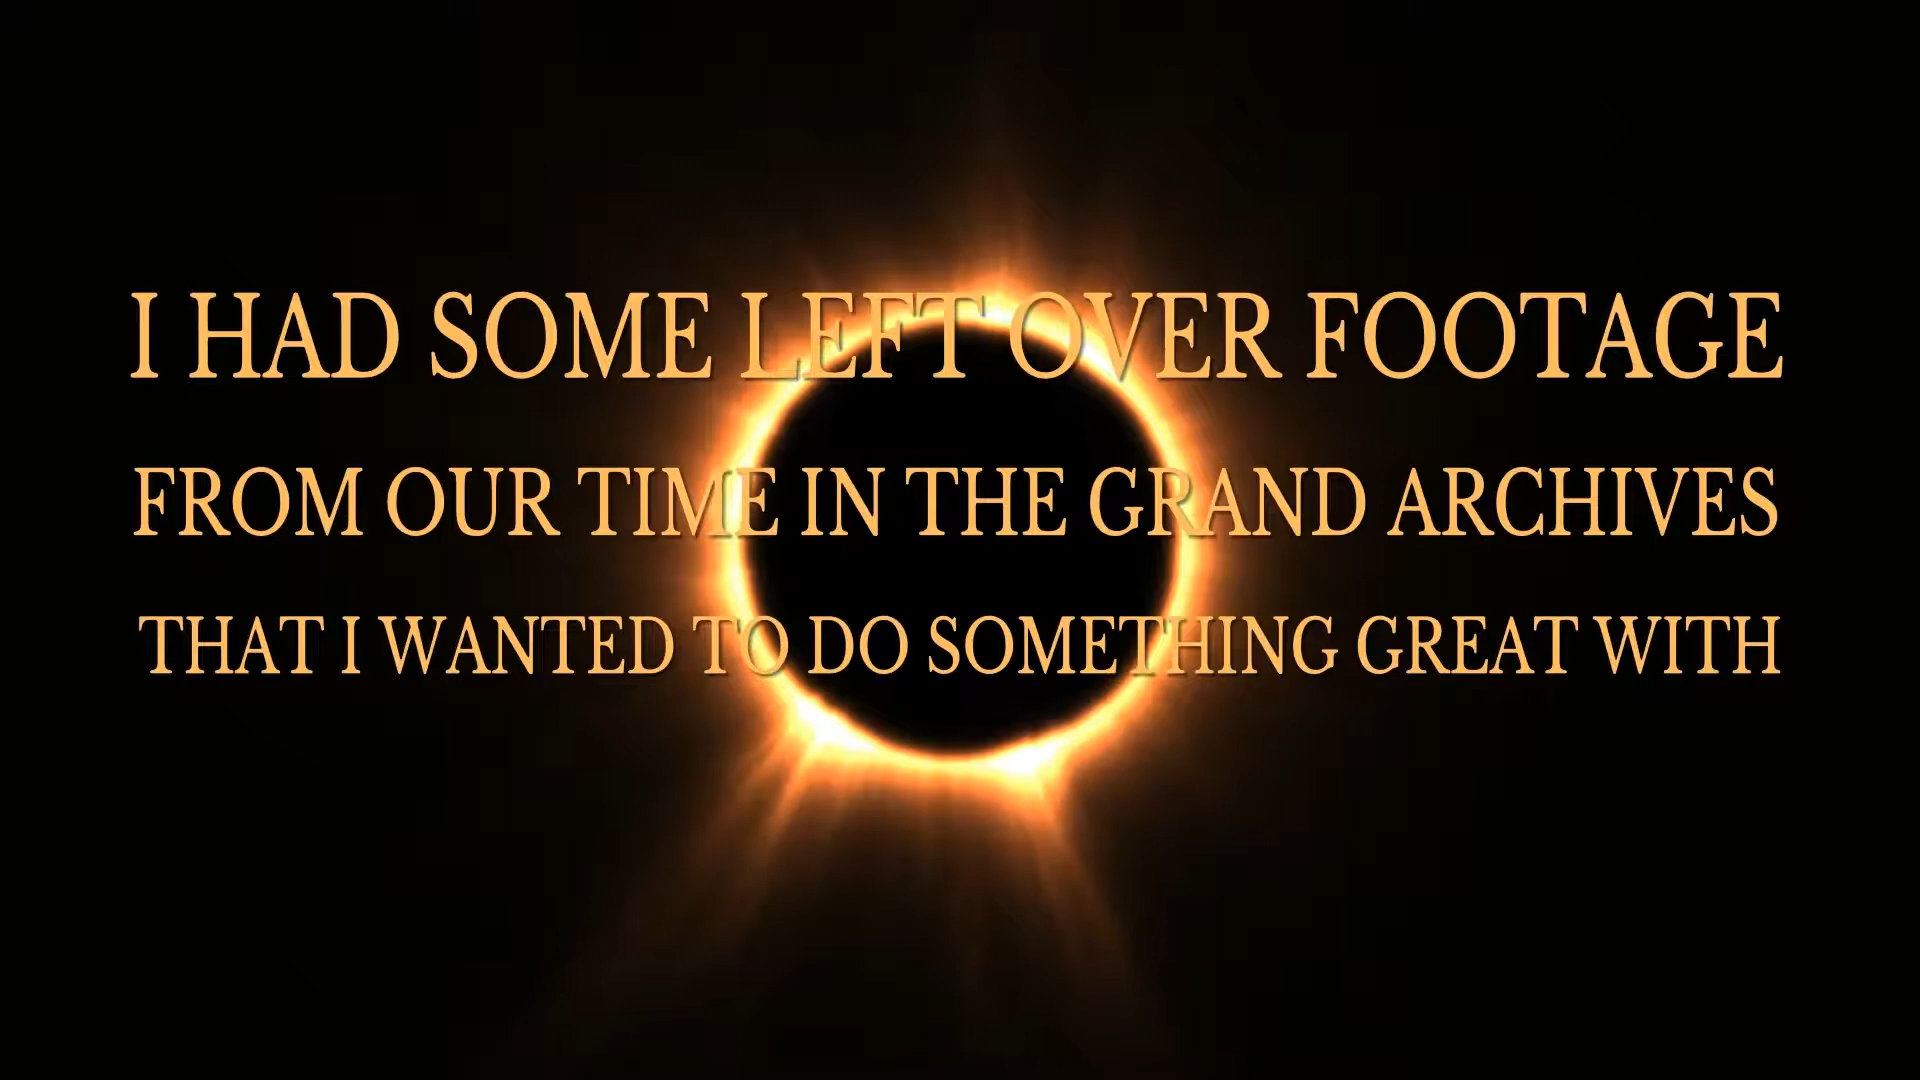 I HAD SOME LEFT OVER FOOTAGE
FROM OUR TIME IN THE GRAND ARCHIVES
THAT I WANTED TO DO SOMETHING GREAT WITH